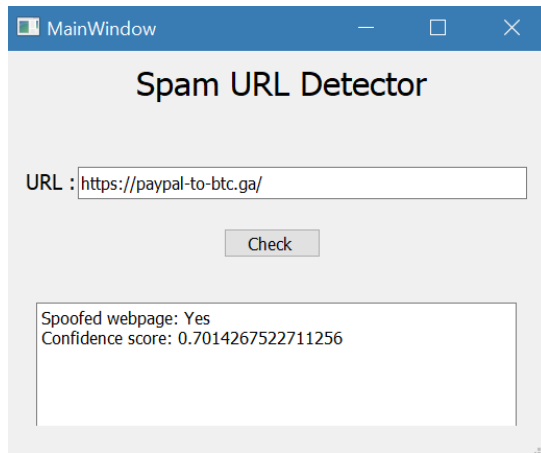 MainWindow
Spam URL Detector
URL : https://paypal-to-btc.ga/
Check
Spoofed webpage: Yes
Confidence score: 0.7014267522711256